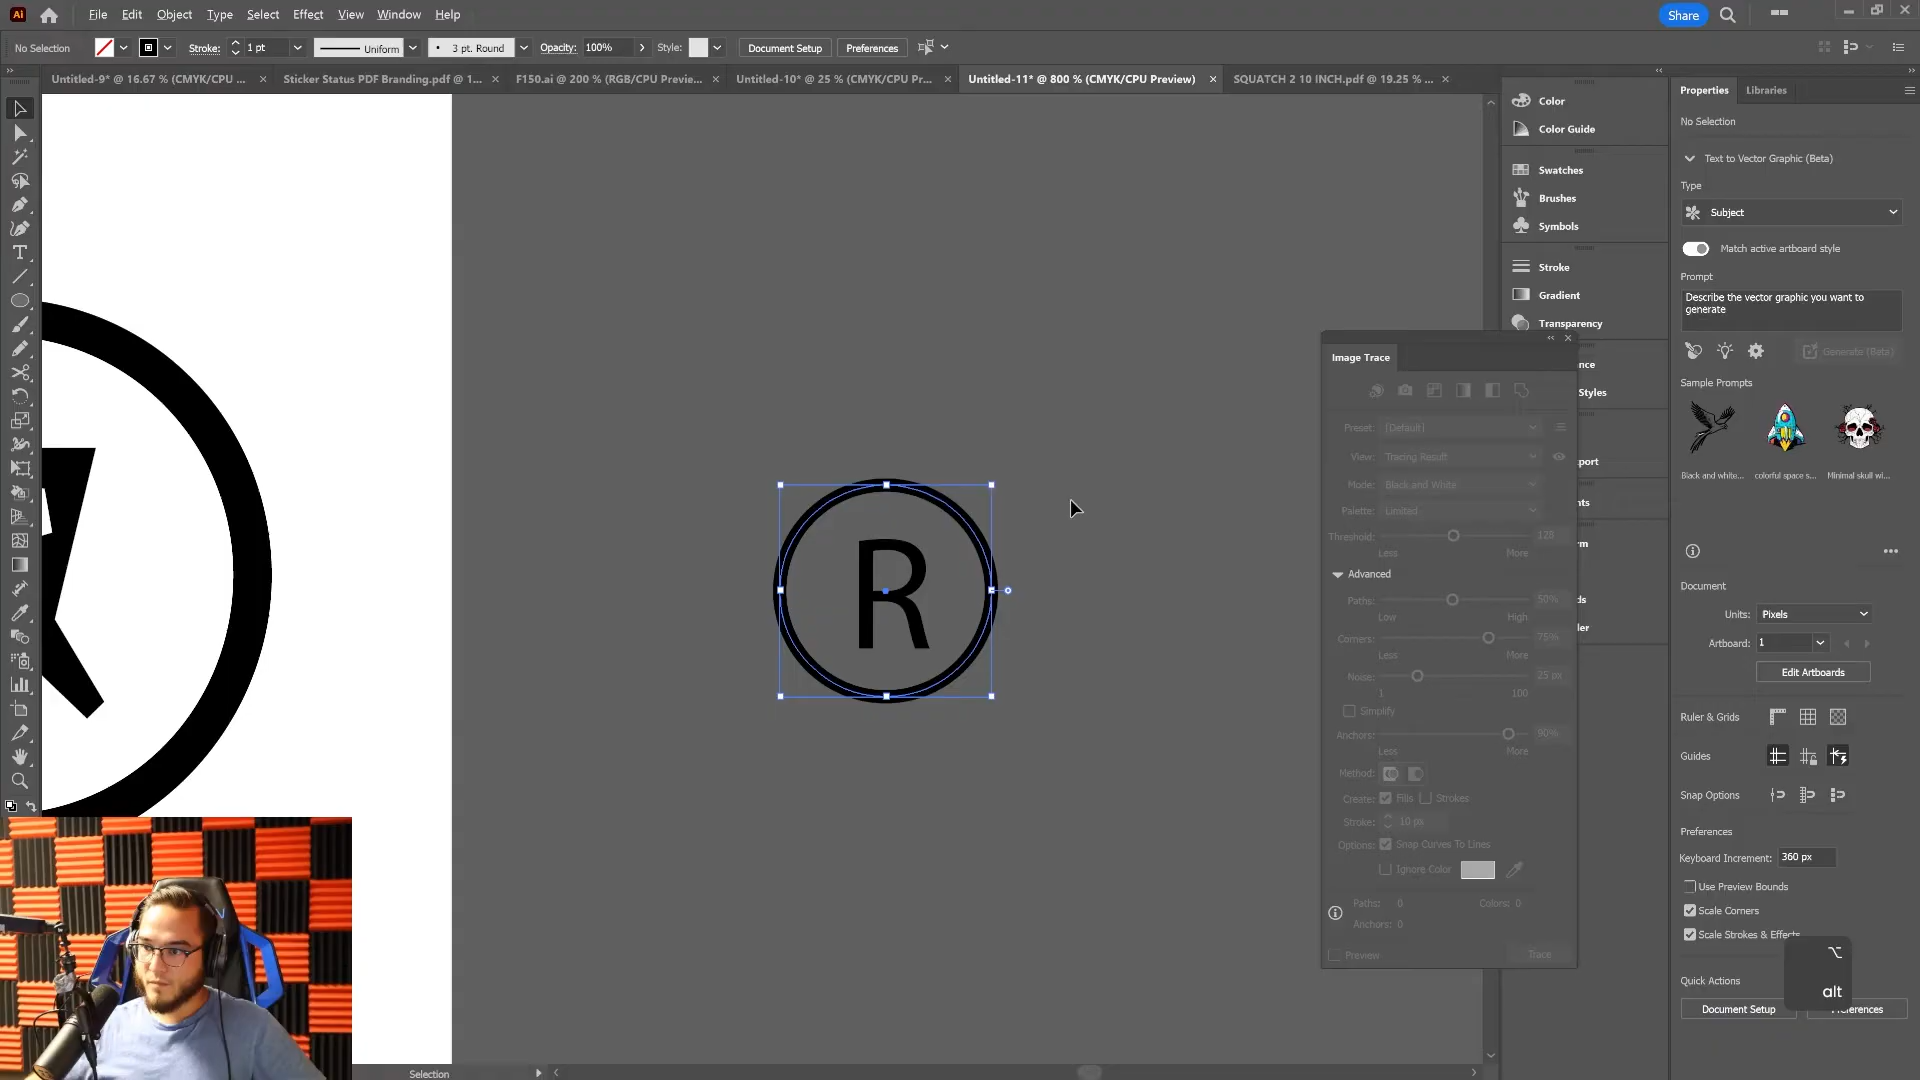 Ai File Edit Object Type Select Effect View Window Help Share
No Selection Stroke: 1 pt Uniform 3 pt. Round Opacity: 100% Style: Document Setup Preferences
Untitled-9* @ 16.67 % (CMYK/CPU ... Sticker Status PDF Branding.pdf @ 1... F150.ai @ 200 % (RGB/CPU Previe... Untitled-10* @ 25 % (CMYK/CPU Pr... Untitled-11* @ 800 % (CMYK/CPU Preview) SQUATCH 2 10 INCH.pdf @ 19.25 % ...
R
Selection
Color
Color Guide
Swatches
Brushes
Symbols
Stroke
Gradient
Transparency
ance
Styles
port
nts
rm
ds
der
Image Trace
Preset: [Default]
View: Tracing Result
Mode: Black and White
Palette: Limited
Threshold: 128
Less More
Advanced
Paths: 50%
Low High
Corners: 75%
Less More
Noise: 25 px
1 100
Simplify
Anchors: 90%
Less More
Method:
Create: Fills Strokes
Stroke: 10 px
Options: Snap Curves To Lines
Ignore Color
Paths: 0 Colors: 0
Anchors: 0
Preview Trace
Properties Libraries
No Selection
Text to Vector Graphic (Beta)
Type
Subject
Match active artboard style
Prompt
Describe the vector graphic you want to
generate
Generate (Beta)
Sample Prompts
Black and white... colorful space s... Minimal skull wi...
Document
Units: Pixels
Artboard: 1
Edit Artboards
Ruler & Grids
Guides
Snap Options
Preferences
Keyboard Increment: 360 px
Use Preview Bounds
Scale Corners
Scale Strokes & Effects
Quick Actions
Document Setup Preferences
alt